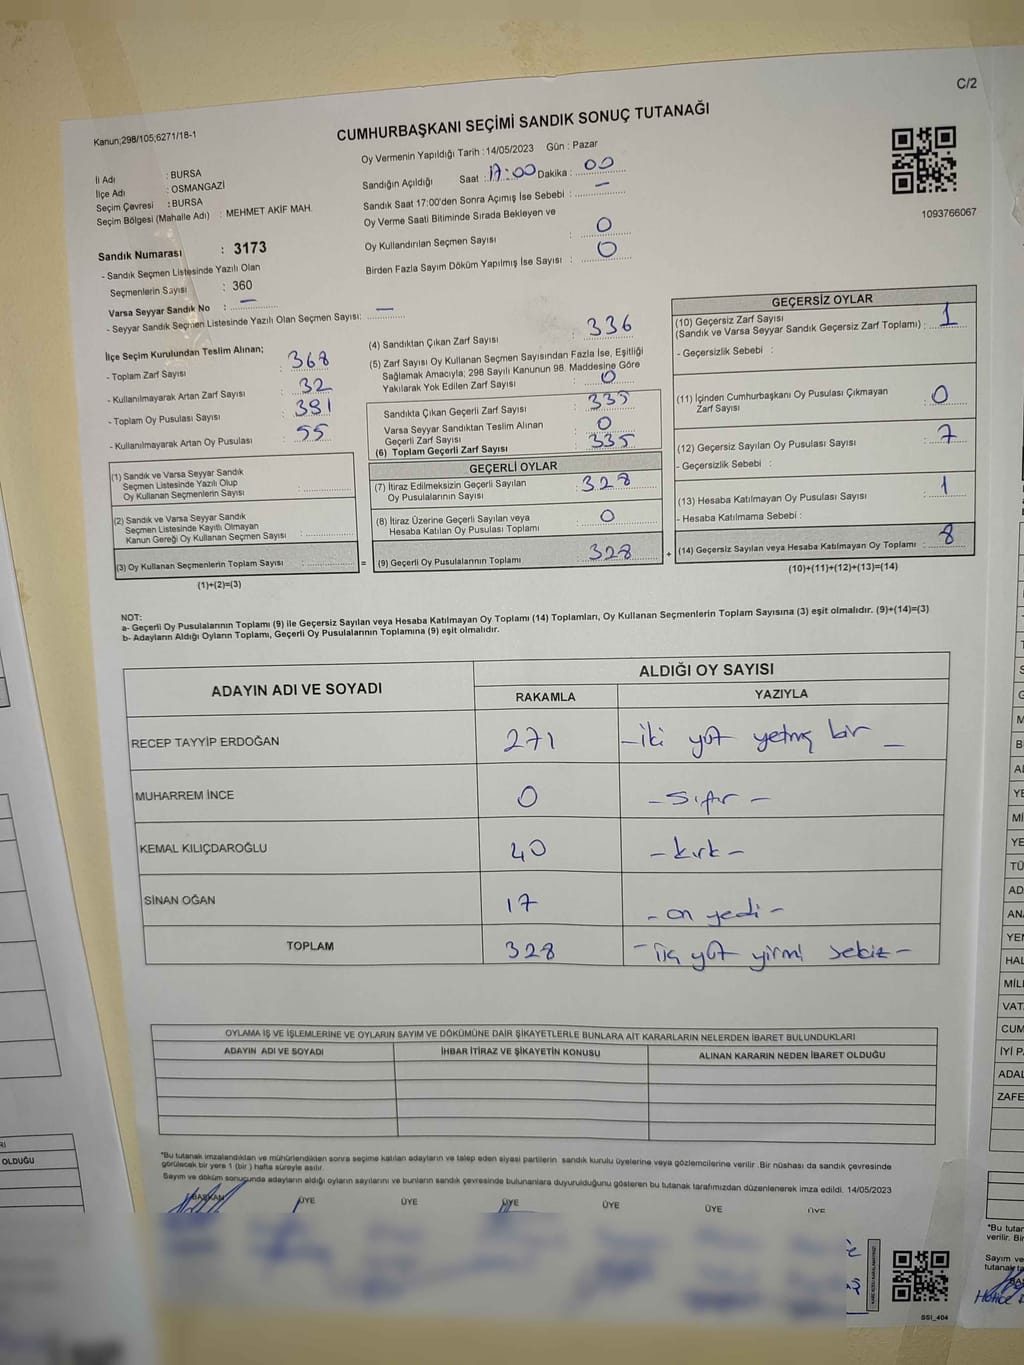 C/2
Kanun;298/105;6271/18-1
CUMHURBAŞKANI SEÇİMİ SANDIK SONUÇ TUTANAĞI
Oy Vermenin Yapıldığı Tarih :14/05/2023 Gün : Pazar
İl Adı : BURSA
İlçe Adı : OSMANGAZİ
Seçim Çevresi : BURSA
Seçim Bölgesi (Mahalle Adı) : MEHMET AKİF MAH.
Sandığın Açıldığı Saat : 17:00 Dakika : 00
Sandık Saat 17:00'den Sonra Açımış İse Sebebi : –
Oy Verme Saati Bitiminde Sırada Bekleyen ve
Oy Kullandırılan Seçmen Sayısı : 0
Birden Fazla Sayım Döküm Yapılmış İse Sayısı : 0
1093766067
Sandık Numarası : 3173
- Sandık Seçmen Listesinde Yazılı Olan
Seçmenlerin Sayısı : 360
Varsa Seyyar Sandık No : –
- Seyyar Sandık Seçmen Listesinde Yazılı Olan Seçmen Sayısı: –
İlçe Seçim Kurulundan Teslim Alınan;
- Toplam Zarf Sayısı : 368
- Kullanılmayarak Artan Zarf Sayısı : 32
- Toplam Oy Pusulası Sayısı : 391
- Kullanılmayarak Artan Oy Pusulası : 55
(1) Sandık ve Varsa Seyyar Sandık
Seçmen Listesinde Yazılı Olup
Oy Kullanan Seçmenlerin Sayısı :
(2) Sandık ve Varsa Seyyar Sandık
Seçmen Listesinde Kayıtlı Olmayan
Kanun Gereği Oy Kullanan Seçmen Sayısı :
(3) Oy Kullanan Seçmenlerin Toplam Sayısı :
(1)+(2)=(3)
(4) Sandıktan Çıkan Zarf Sayısı : 336
(5) Zarf Sayısı Oy Kullanan Seçmen Sayısından Fazla İse, Eşitliği
Sağlamak Amacıyla; 298 Sayılı Kanunun 98. Maddesine Göre
Yakılarak Yok Edilen Zarf Sayısı : 0
Sandıkta Çıkan Geçerli Zarf Sayısı : 335
Varsa Seyyar Sandıktan Teslim Alınan
Geçerli Zarf Sayısı : 0
(6) Toplam Geçerli Zarf Sayısı : 335
GEÇERLİ OYLAR
(7) İtiraz Edilmeksizin Geçerli Sayılan
Oy Pusulalarının Sayısı : 328
(8) İtiraz Üzerine Geçerli Sayılan veya
Hesaba Katılan Oy Pusulası Toplamı : 0
= (9) Geçerli Oy Pusulalarının Toplamı : 328
GEÇERSİZ OYLAR
(10) Geçersiz Zarf Sayısı
(Sandık ve Varsa Seyyar Sandık Geçersiz Zarf Toplamı) : 1
- Geçersizlik Sebebi :
(11) İçinden Cumhurbaşkanı Oy Pusulası Çıkmayan
Zarf Sayısı : 0
(12) Geçersiz Sayılan Oy Pusulası Sayısı : 7
- Geçersizlik Sebebi :
(13) Hesaba Katılmayan Oy Pusulası Sayısı : 1
- Hesaba Katılmama Sebebi :
+ (14) Geçersiz Sayılan veya Hesaba Katılmayan Oy Toplamı : 8
(10)+(11)+(12)+(13)=(14)
NOT:
a- Geçerli Oy Pusulalarının Toplamı (9) ile Geçersiz Sayılan veya Hesaba Katılmayan Oy Toplamı (14) Toplamları, Oy Kullanan Seçmenlerin Toplam Sayısına (3) eşit olmalıdır. (9)+(14)=(3)
b- Adayların Aldığı Oyların Toplamı, Geçerli Oy Pusulalarının Toplamına (9) eşit olmalıdır.
ADAYIN ADI VE SOYADI ALDIĞI OY SAYISI
RAKAMLA YAZIYLA
RECEP TAYYİP ERDOĞAN 271 – iki yüz yetmiş bir –
MUHARREM İNCE 0 – sıfır –
KEMAL KILIÇDAROĞLU 40 – kırk –
SİNAN OĞAN 17 – on yedi –
TOPLAM 328 – üç yüz yirmi sekiz –
OYLAMA İŞ VE İŞLEMLERİNE VE OYLARIN SAYIM VE DÖKÜMÜNE DAİR ŞİKAYETLERLE BUNLARA AİT KARARLARIN NELERDEN İBARET BULUNDUKLARI
ADAYIN ADI VE SOYADI İHBAR İTİRAZ VE ŞİKAYETİN KONUSU ALINAN KARARIN NEDEN İBARET OLDUĞU
"Bu tutanak imzalandıktan ve mühürlendikten sonra seçime katılan adayların ve talep eden siyasi partilerin sandık kurulu üyelerine veya gözlemcilerine verilir .Bir nüshası da sandık çevresinde
görülecek bir yere 1 (bir ) hafta süreyle asılır.
Sayım ve döküm sonucunda adayların aldığı oyların sayılarını ve bunların sandık çevresinde bulunanlara duyurulduğunu gösteren bu tutanak tarafımızdan düzenlenerek imza edildi. 14/05/2023
BAŞKAN ÜYE ÜYE ÜYE ÜYE ÜYE ÜYE
SSI_404
OLDUĞU
VAT
CUM
İYİ P
ADAL
ZAFE
"Bu tutar
verilir. Bir
Sayım ve
tutanak ta
Hatice